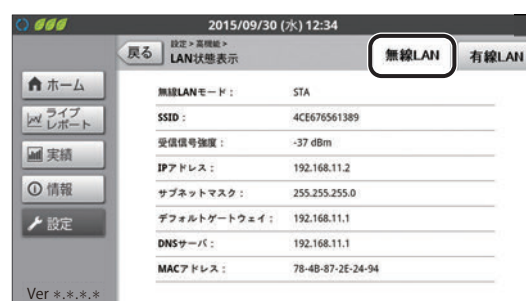 2015/09/30 (水) 12:34
戻る
設定 > 高機能 >
LAN状態表示
無線LAN
有線LAN
ホーム
ライブ
レポート
実績
情報
設定
Ver *.*.*.*
無線LANモード： STA
SSID： 4CE676561389
受信信号強度： -37 dBm
IPアドレス： 192.168.11.2
サブネットマスク： 255.255.255.0
デフォルトゲートウェイ： 192.168.11.1
DNSサーバ： 192.168.11.1
MACアドレス： 78-4B-87-2E-24-94